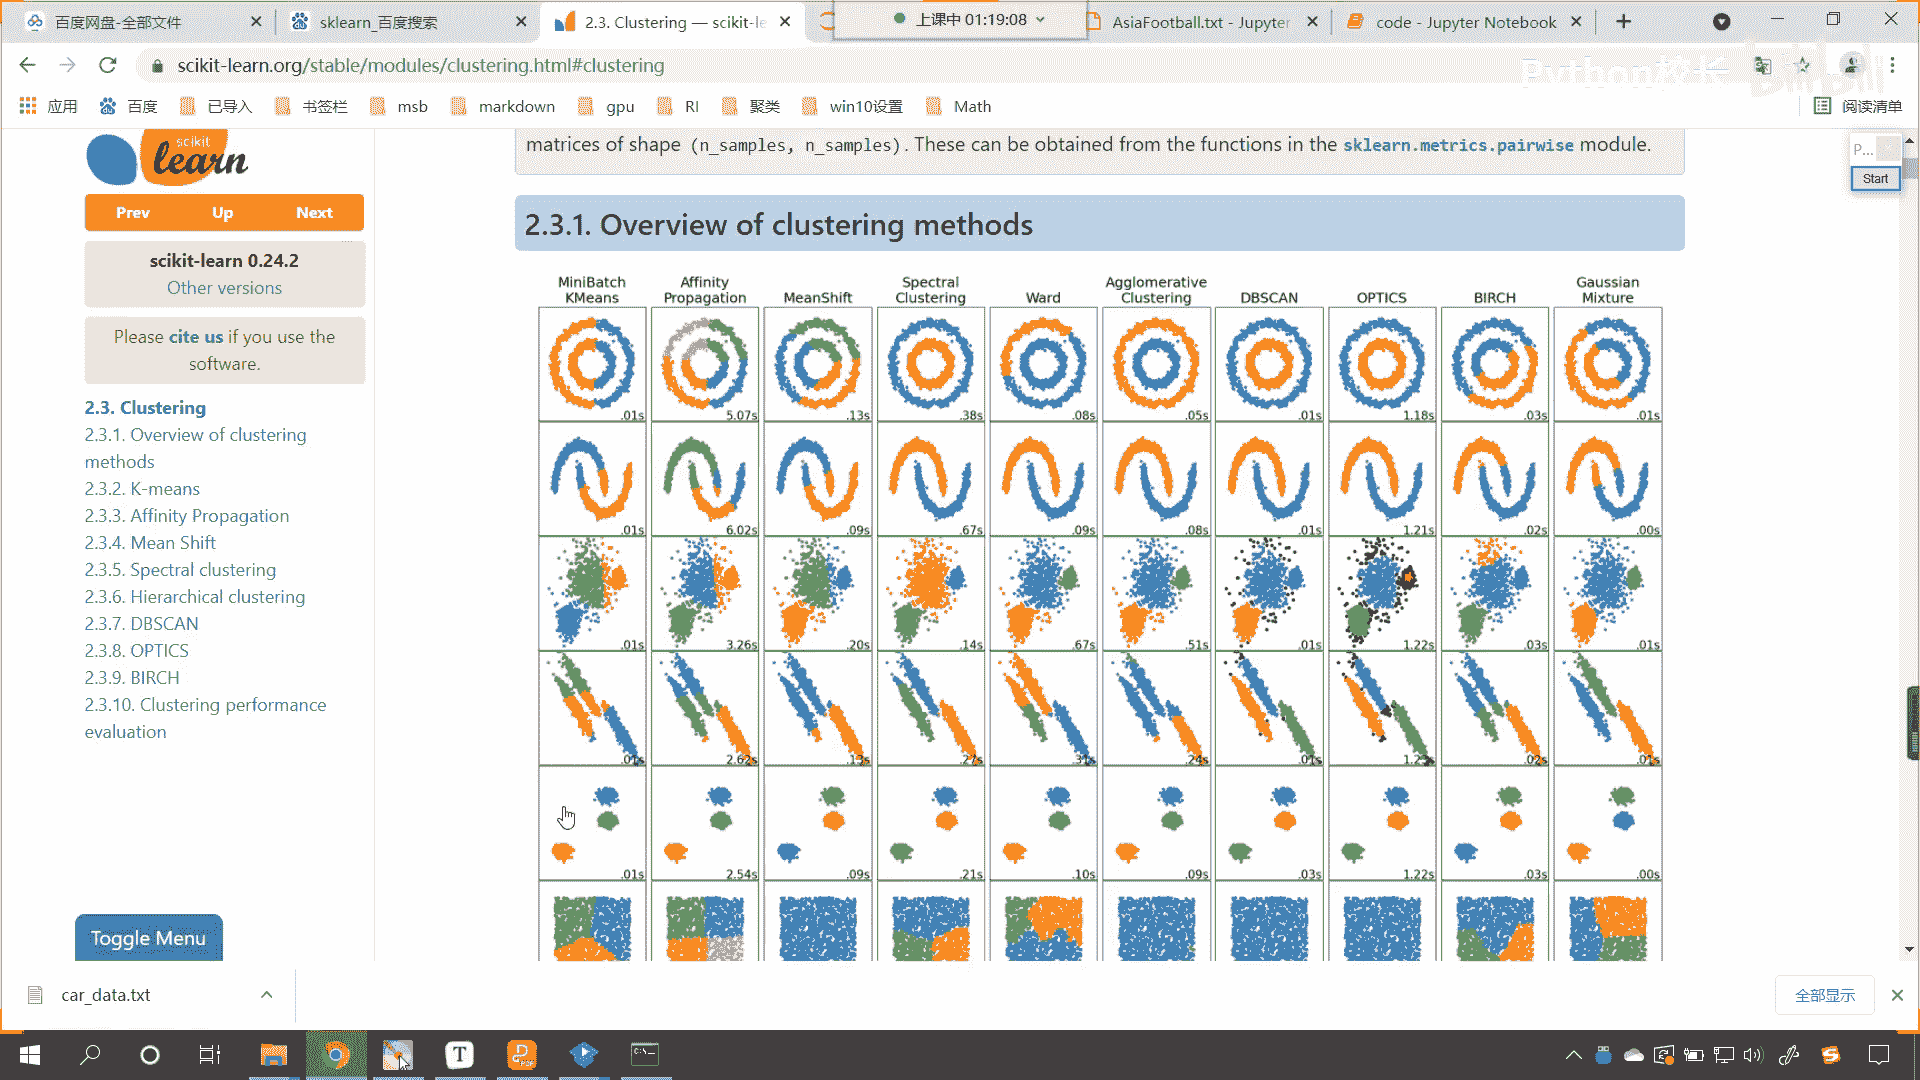 百度网盘-全部文件
sklearn_百度搜索
2.3. Clustering — scikit-le
上课中 01:19:08
AsiaFootball.txt - Jupyter
code - Jupyter Notebook
scikit-learn.org/stable/modules/clustering.html#clustering
Python校长
bilibili
应用 百度 已导入 书签栏 msb markdown gpu RI 聚类 win10设置 Math 阅读清单
scikit
learn
Prev Up Next
scikit-learn 0.24.2
Other versions
Please cite us if you use the
software.
2.3. Clustering
2.3.1. Overview of clustering
methods
2.3.2. K-means
2.3.3. Affinity Propagation
2.3.4. Mean Shift
2.3.5. Spectral clustering
2.3.6. Hierarchical clustering
2.3.7. DBSCAN
2.3.8. OPTICS
2.3.9. BIRCH
2.3.10. Clustering performance
evaluation
Toggle Menu
matrices of shape (n_samples, n_samples). These can be obtained from the functions in the sklearn.metrics.pairwise module.
P...
Start
2.3.1. Overview of clustering methods
MiniBatch
KMeans
Affinity
Propagation
MeanShift
Spectral
Clustering
Ward
Agglomerative
Clustering
DBSCAN
OPTICS
BIRCH
Gaussian
Mixture
.01s 5.07s .13s .38s .08s .05s .01s 1.18s .03s .01s
.01s 6.02s .09s .67s .09s .08s .01s 1.21s .02s .00s
.01s 3.26s .20s .14s .67s .51s .01s 1.22s .03s .01s
.01s 2.62s .13s .27s .31s .24s .01s 1.23s .02s .01s
.01s 2.54s .09s .21s .10s .09s .03s 1.22s .03s .00s
car_data.txt
全部显示